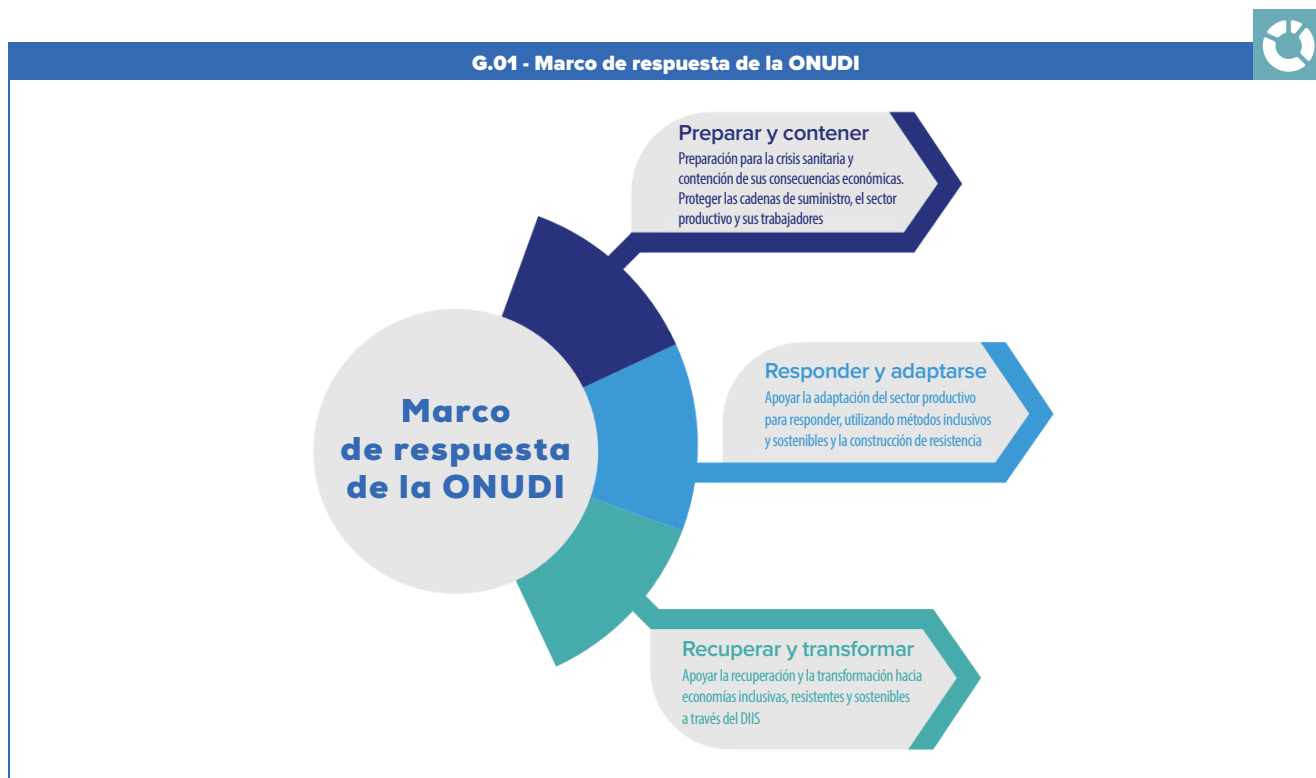 G.01 - Marco de respuesta de la ONUDI
Preparar y contener
Preparación para la crisis sanitaria y
contención de sus consecuencias económicas.
Proteger las cadenas de suministro, el sector
productivo y sus trabajadores
Marco
de respuesta
de la ONUDI
Responder y adaptarse
Apoyar la adaptación del sector productivo
para responder, utilizando métodos inclusivos
y sostenibles y la construcción de resistencia
Recuperar y transformar
Apoyar la recuperación y la transformación hacia
economías inclusivas, resistentes y sostenibles
a través del DIIS